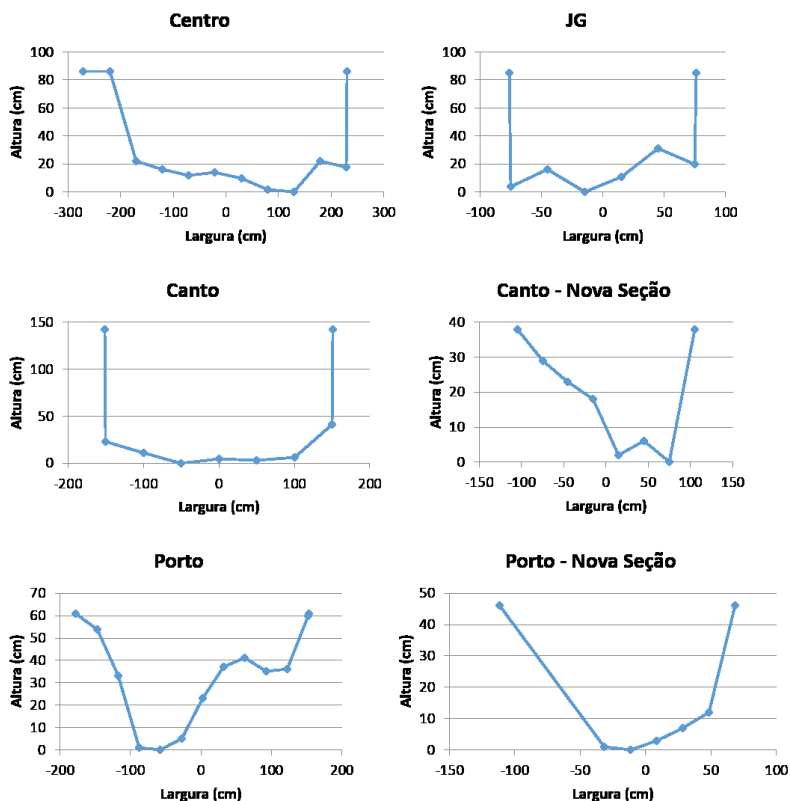 Centro
Altura (cm)
100
80
60
40
20
0
-300 -200 -100 0 100 200 300
Largura (cm)
JG
Altura (cm)
100
80
60
40
20
0
-100 -50 0 50 100
Largura (cm)
Canto
Altura (cm)
150
100
50
0
-200 -100 0 100 200
Largura (cm)
Canto - Nova Seção
Altura (cm)
40
30
20
10
0
-150 -100 -50 0 50 100 150
Largura (cm)
Porto
Altura (cm)
70
60
50
40
30
20
10
0
-200 -100 0 100 200
Largura (cm)
Porto - Nova Seção
Altura (cm)
50
40
30
20
10
0
-150 -100 -50 0 50 100
Largura (cm)